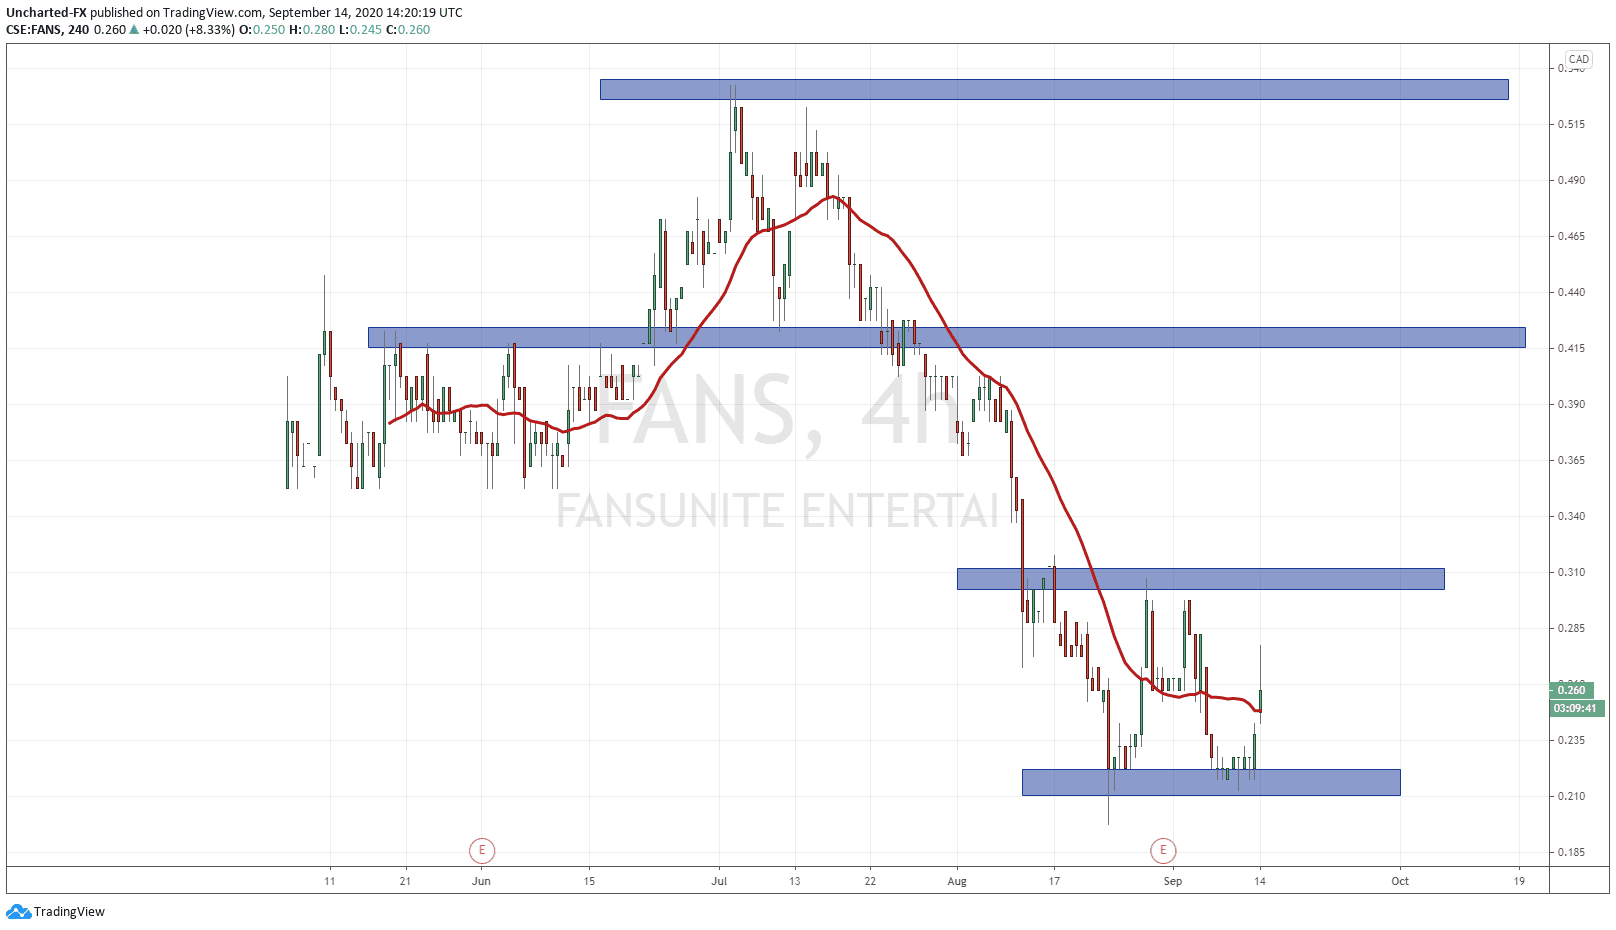 Uncharted-FX published on TradingView.com, September 14, 2020 14:20:19 UTC
CSE:FANS, 240 0.260 ▲ +0.020 (+8.33%) O:0.250 H:0.280 L:0.245 C:0.260
CAD
0.515
0.490
0.465
0.440
0.415
0.390
0.365
0.340
0.310
0.285
0.260
03:09:41
0.235
0.210
0.185
FANS, 4h
FANSUNITE ENTERTAI
E
E
11
21
Jun
15
Jul
13
22
Aug
17
Sep
14
Oct
19
TradingView